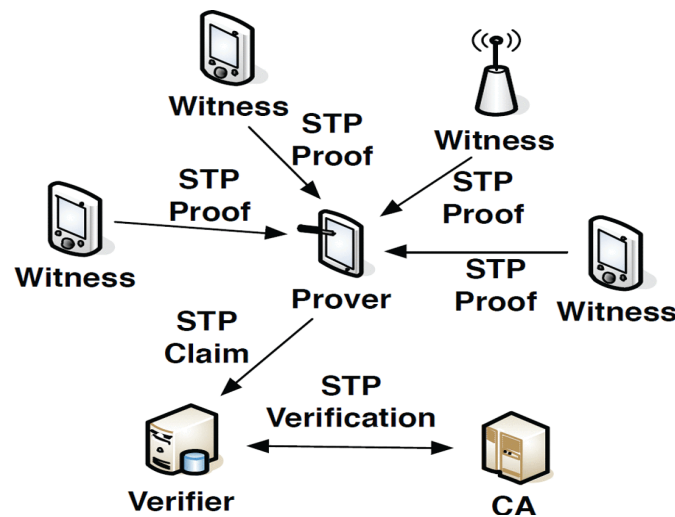 Witness
STP
Proof
Witness
STP
Proof
STP
Proof
Witness
Prover
STP
Proof
Witness
STP
Claim
STP
Verification
Verifier
CA